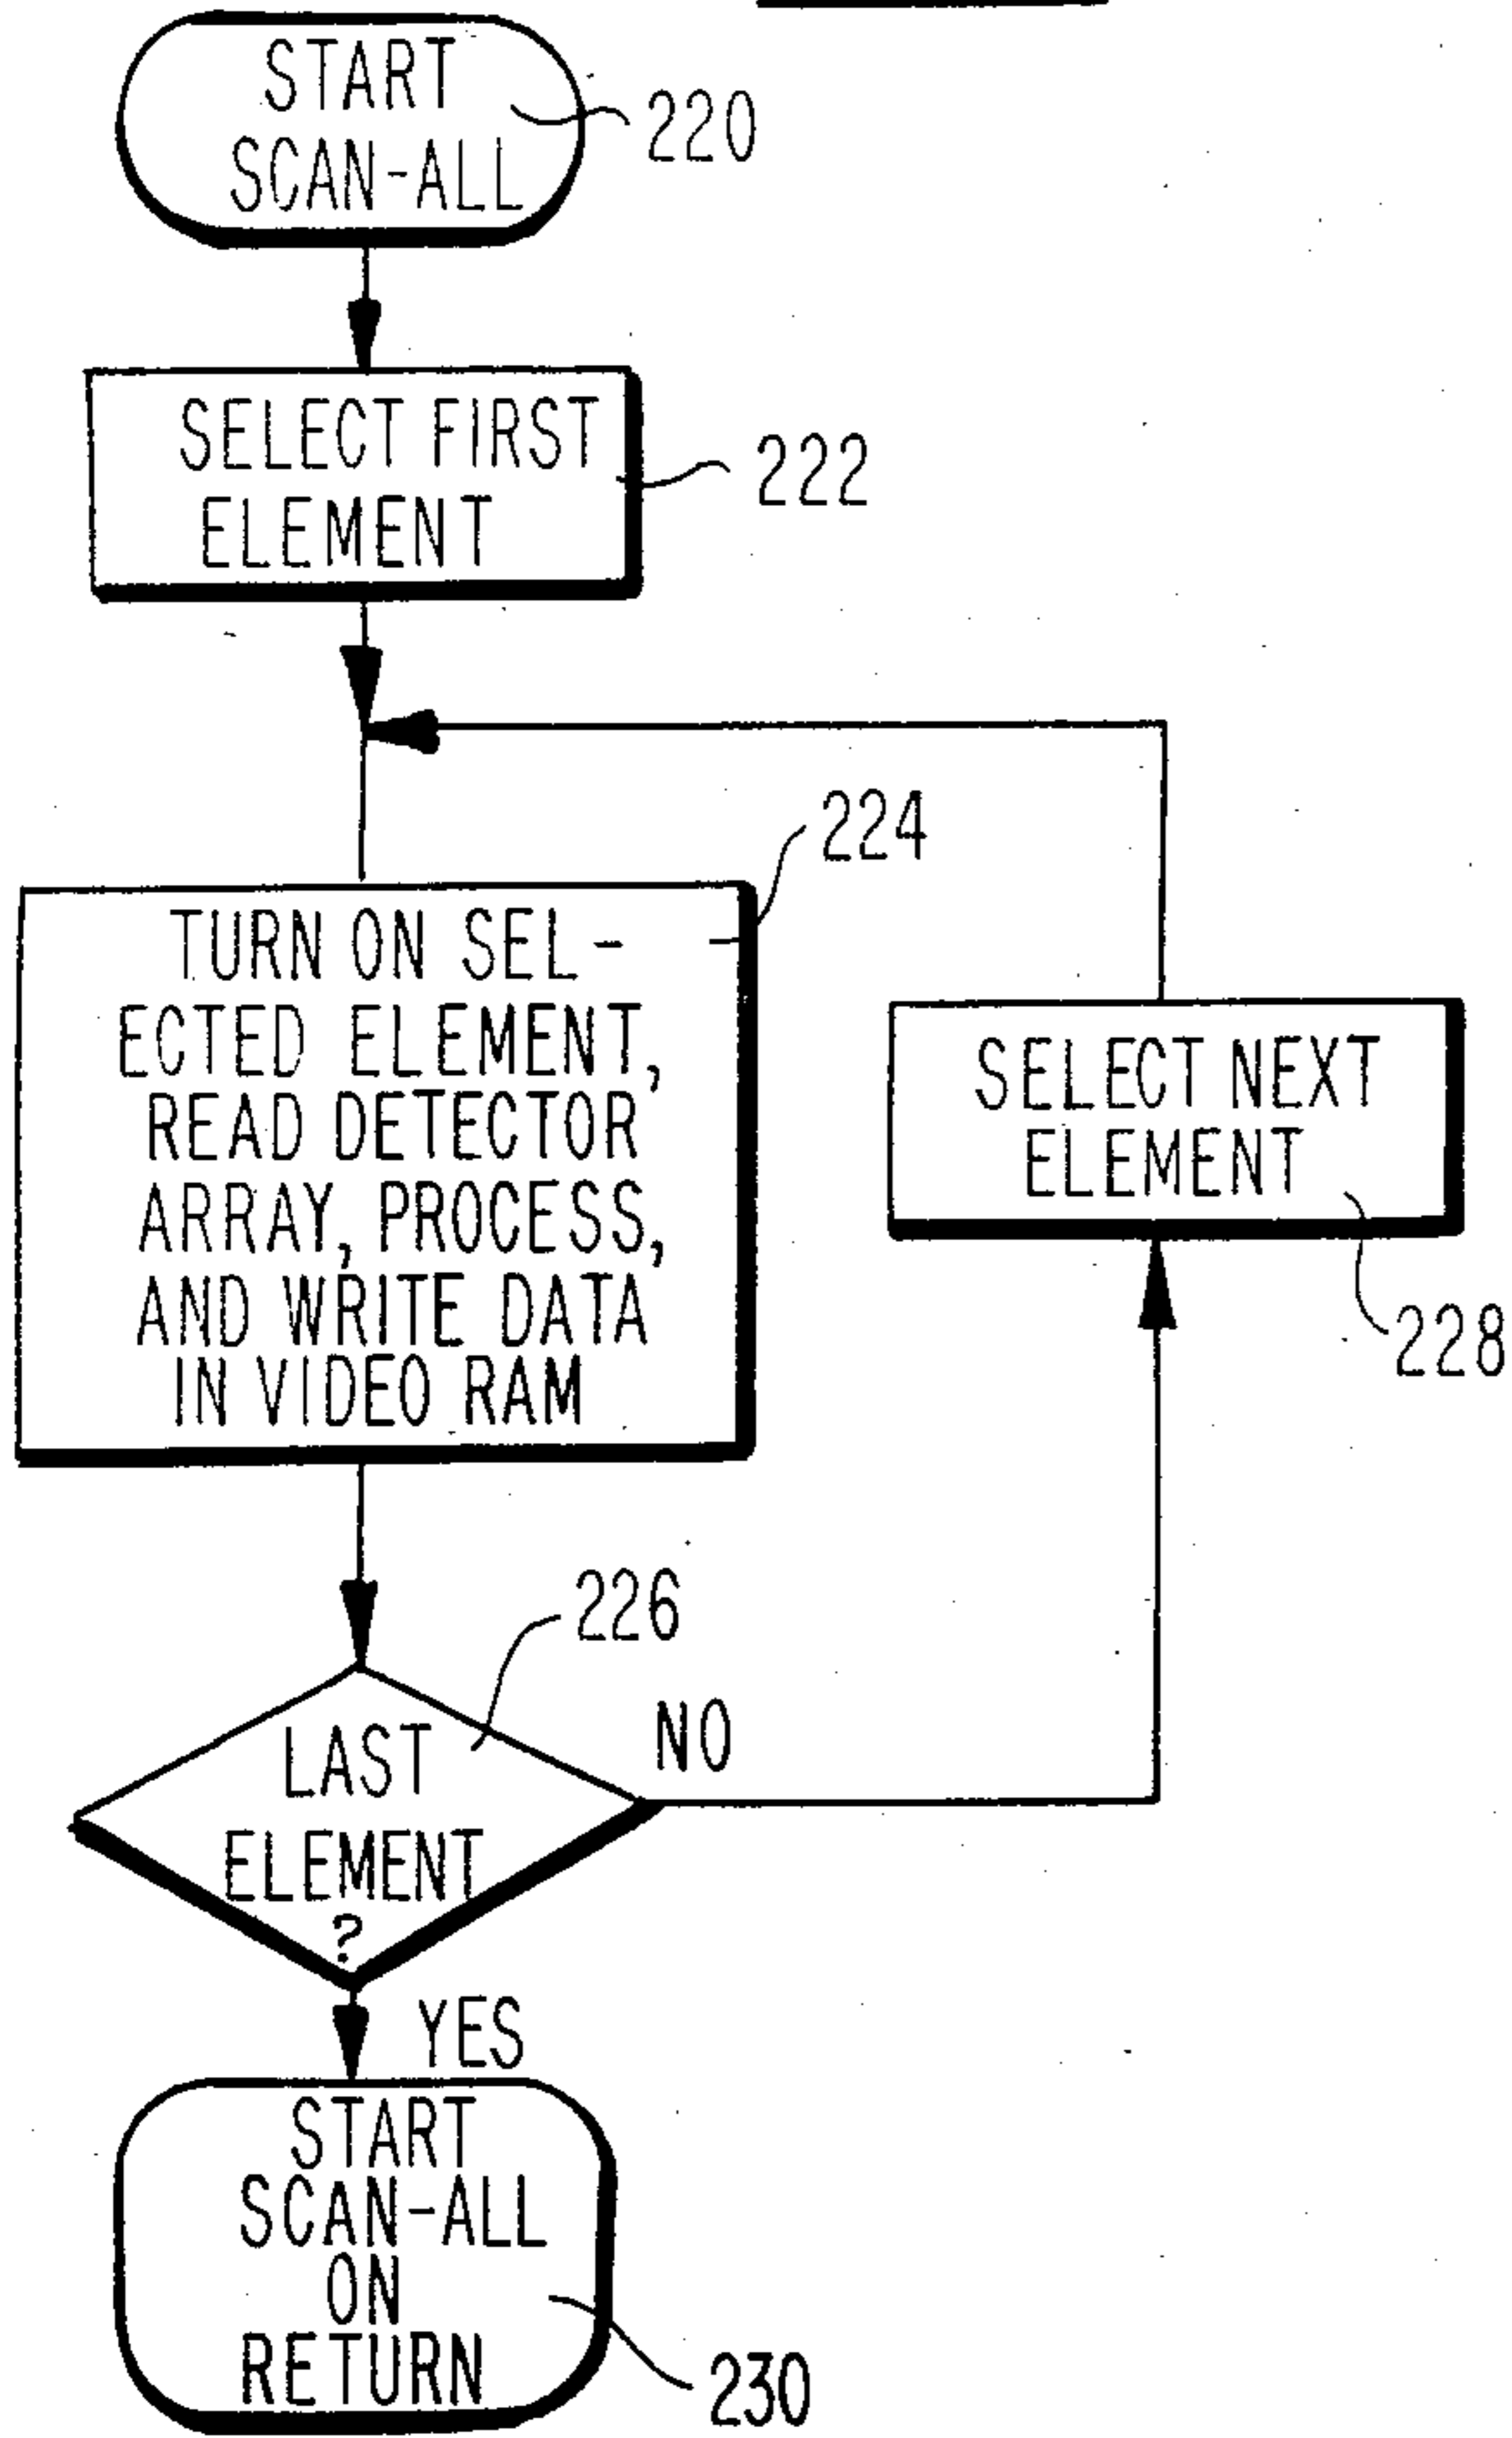 START
SCAN-ALL
220
SELECT FIRST
ELEMENT
222
224
TURN ON SEL-
ECTED ELEMENT,
READ DETECTOR
ARRAY, PROCESS,
AND WRITE DATA
IN VIDEO RAM
SELECT NEXT
ELEMENT
228
226
LAST
ELEMENT
?
NO
YES
START
SCAN-ALL
ON
RETURN
230